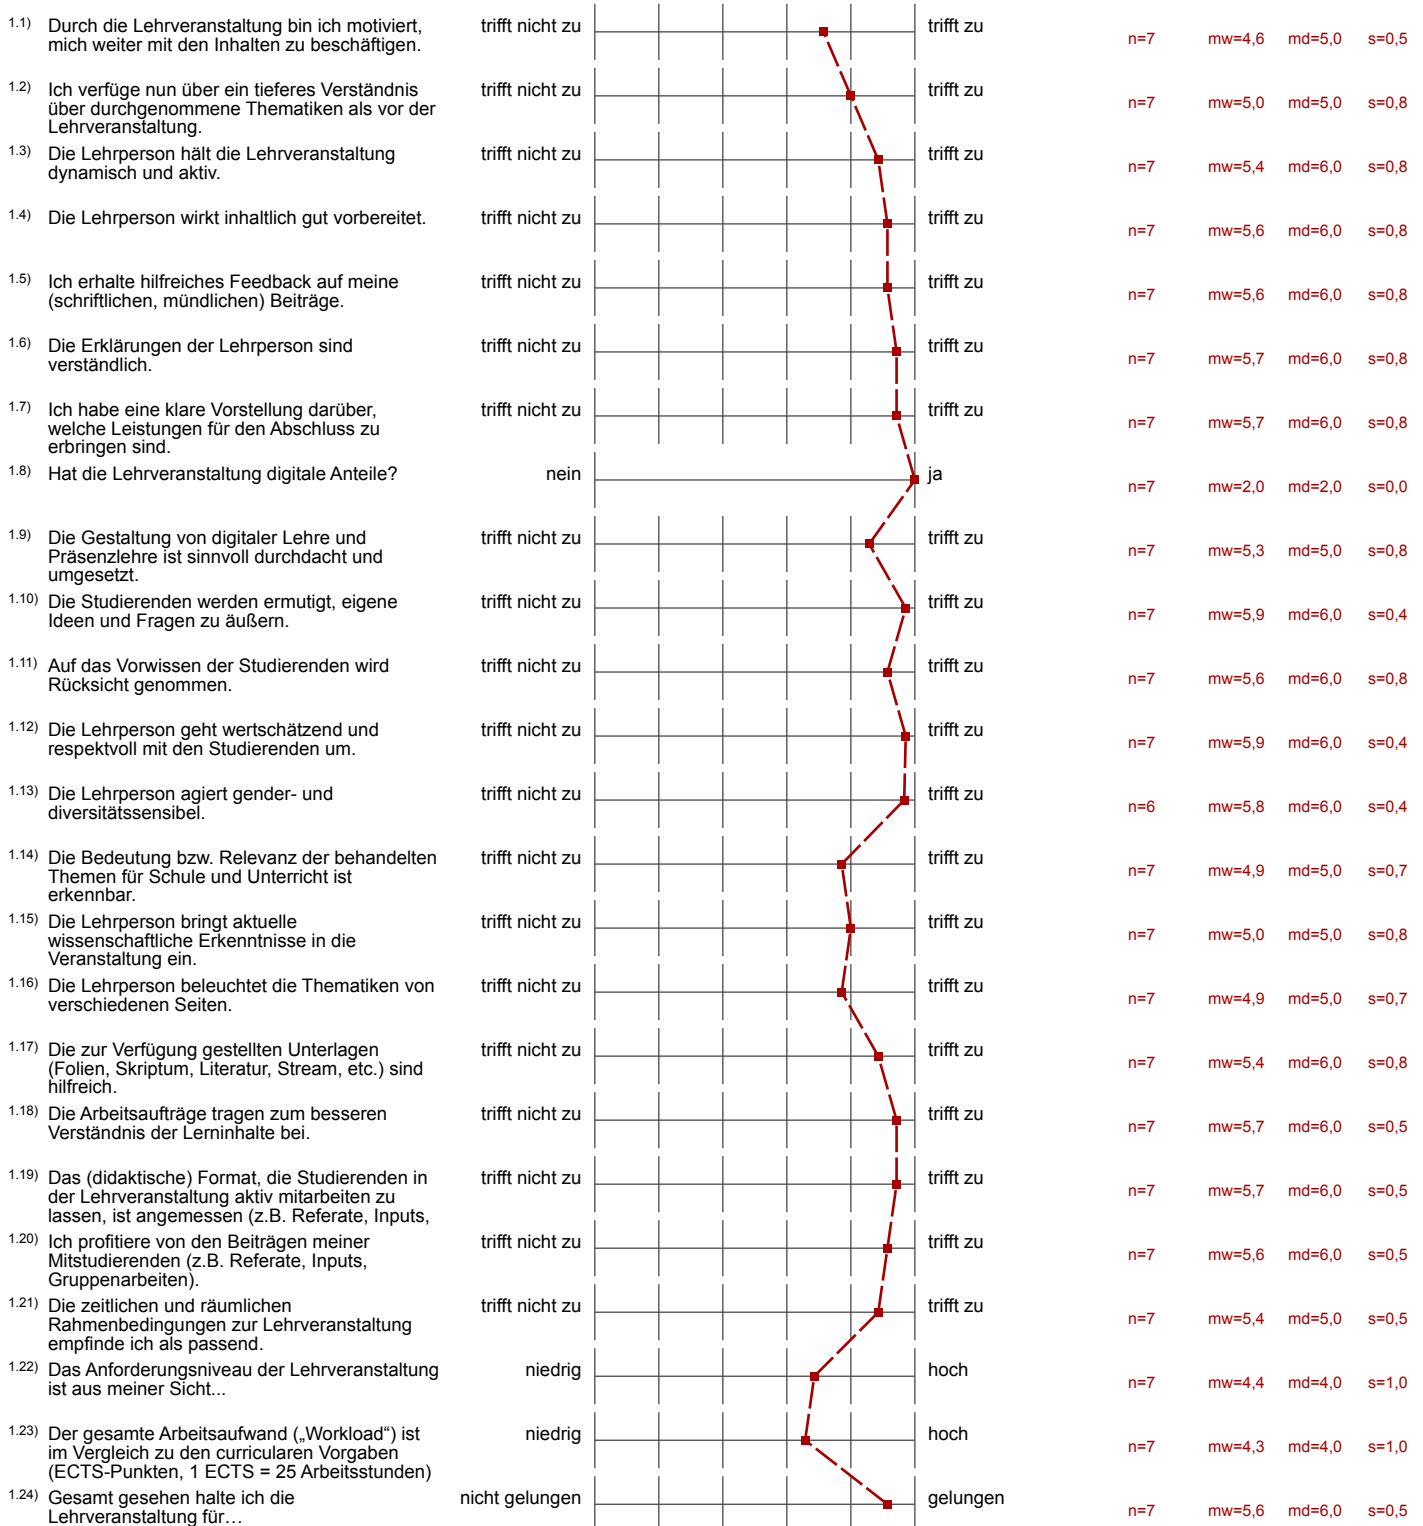 1.1) Durch die Lehrveranstaltung bin ich motiviert, mich weiter mit den Inhalten zu beschäftigen. trifft nicht zu trifft zu n=7 mw=4,6 md=5,0 s=0,5
1.2) Ich verfüge nun über ein tieferes Verständnis über durchgenommene Thematiken als vor der Lehrveranstaltung. trifft nicht zu trifft zu n=7 mw=5,0 md=5,0 s=0,8
1.3) Die Lehrperson hält die Lehrveranstaltung dynamisch und aktiv. trifft nicht zu trifft zu n=7 mw=5,4 md=6,0 s=0,8
1.4) Die Lehrperson wirkt inhaltlich gut vorbereitet. trifft nicht zu trifft zu n=7 mw=5,6 md=6,0 s=0,8
1.5) Ich erhalte hilfreiches Feedback auf meine (schriftlichen, mündlichen) Beiträge. trifft nicht zu trifft zu n=7 mw=5,6 md=6,0 s=0,8
1.6) Die Erklärungen der Lehrperson sind verständlich. trifft nicht zu trifft zu n=7 mw=5,7 md=6,0 s=0,8
1.7) Ich habe eine klare Vorstellung darüber, welche Leistungen für den Abschluss zu erbringen sind. trifft nicht zu trifft zu n=7 mw=5,7 md=6,0 s=0,8
1.8) Hat die Lehrveranstaltung digitale Anteile? nein ja n=7 mw=2,0 md=2,0 s=0,0
1.9) Die Gestaltung von digitaler Lehre und Präsenzlehre ist sinnvoll durchdacht und umgesetzt. trifft nicht zu trifft zu n=7 mw=5,3 md=5,0 s=0,8
1.10) Die Studierenden werden ermutigt, eigene Ideen und Fragen zu äußern. trifft nicht zu trifft zu n=7 mw=5,9 md=6,0 s=0,4
1.11) Auf das Vorwissen der Studierenden wird Rücksicht genommen. trifft nicht zu trifft zu n=7 mw=5,6 md=6,0 s=0,8
1.12) Die Lehrperson geht wertschätzend und respektvoll mit den Studierenden um. trifft nicht zu trifft zu n=7 mw=5,9 md=6,0 s=0,4
1.13) Die Lehrperson agiert gender- und diversitätssensibel. trifft nicht zu trifft zu n=6 mw=5,8 md=6,0 s=0,4
1.14) Die Bedeutung bzw. Relevanz der behandelten Themen für Schule und Unterricht ist erkennbar. trifft nicht zu trifft zu n=7 mw=4,9 md=5,0 s=0,7
1.15) Die Lehrperson bringt aktuelle wissenschaftliche Erkenntnisse in die Veranstaltung ein. trifft nicht zu trifft zu n=7 mw=5,0 md=5,0 s=0,8
1.16) Die Lehrperson beleuchtet die Thematiken von verschiedenen Seiten. trifft nicht zu trifft zu n=7 mw=4,9 md=5,0 s=0,7
1.17) Die zur Verfügung gestellten Unterlagen (Folien, Skriptum, Literatur, Stream, etc.) sind hilfreich. trifft nicht zu trifft zu n=7 mw=5,4 md=6,0 s=0,8
1.18) Die Arbeitsaufträge tragen zum besseren Verständnis der Lerninhalte bei. trifft nicht zu trifft zu n=7 mw=5,7 md=6,0 s=0,5
1.19) Das (didaktische) Format, die Studierenden in der Lehrveranstaltung aktiv mitarbeiten zu lassen, ist angemessen (z.B. Referate, Inputs, trifft nicht zu trifft zu n=7 mw=5,7 md=6,0 s=0,5
1.20) Ich profitiere von den Beiträgen meiner Mitstudierenden (z.B. Referate, Inputs, Gruppenarbeiten). trifft nicht zu trifft zu n=7 mw=5,6 md=6,0 s=0,5
1.21) Die zeitlichen und räumlichen Rahmenbedingungen zur Lehrveranstaltung empfinde ich als passend. trifft nicht zu trifft zu n=7 mw=5,4 md=5,0 s=0,5
1.22) Das Anforderungsniveau der Lehrveranstaltung ist aus meiner Sicht... niedrig hoch n=7 mw=4,4 md=4,0 s=1,0
1.23) Der gesamte Arbeitsaufwand („Workload“) ist im Vergleich zu den curricularen Vorgaben (ECTS-Punkten, 1 ECTS = 25 Arbeitsstunden) niedrig hoch n=7 mw=4,3 md=4,0 s=1,0
1.24) Gesamt gesehen halte ich die Lehrveranstaltung für… nicht gelungen gelungen n=7 mw=5,6 md=6,0 s=0,5